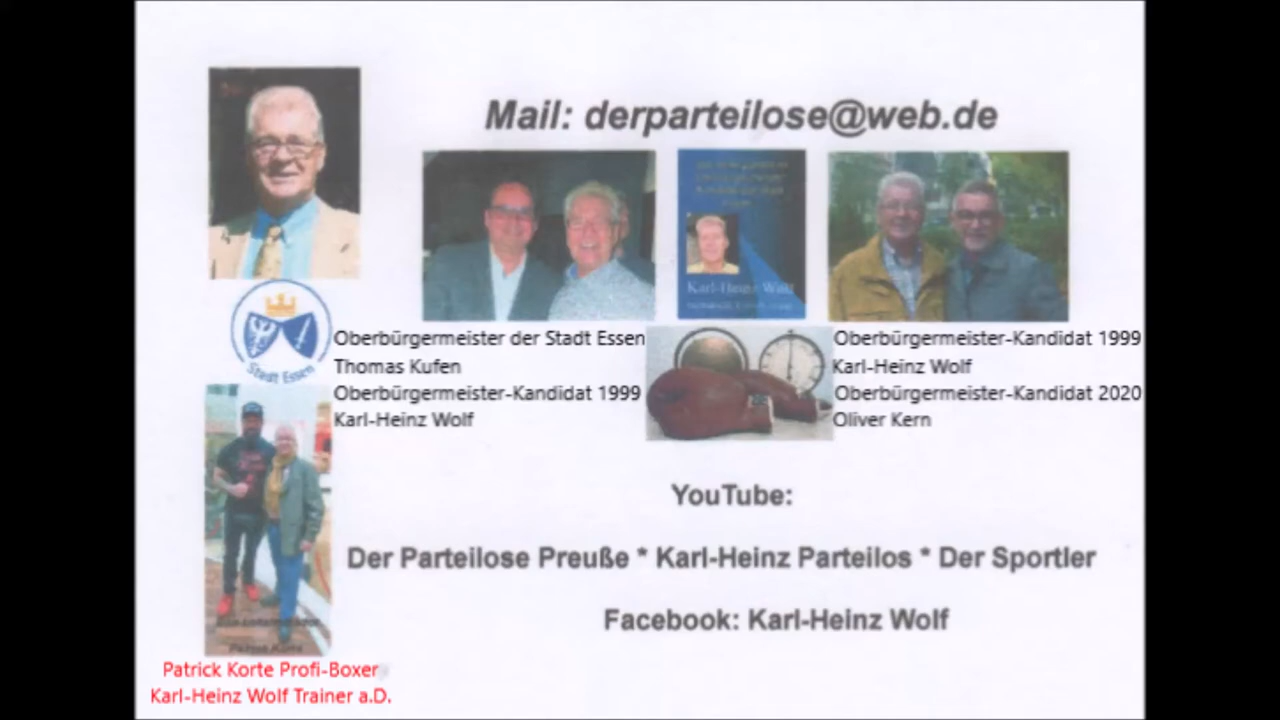 Mail: derparteilose@web.de
Karl-Heinz Wolf
Stadt Essen
Oberbürgermeister der Stadt Essen
Thomas Kufen
Oberbürgermeister-Kandidat 1999
Karl-Heinz Wolf
Oberbürgermeister-Kandidat 1999
Karl-Heinz Wolf
Oberbürgermeister-Kandidat 2020
Oliver Kern
YouTube:
Der Parteilose Preuße * Karl-Heinz Parteilos * Der Sportler
Facebook: Karl-Heinz Wolf
Patrick Korte
Patrick Korte Profi-Boxer
Karl-Heinz Wolf Trainer a.D.